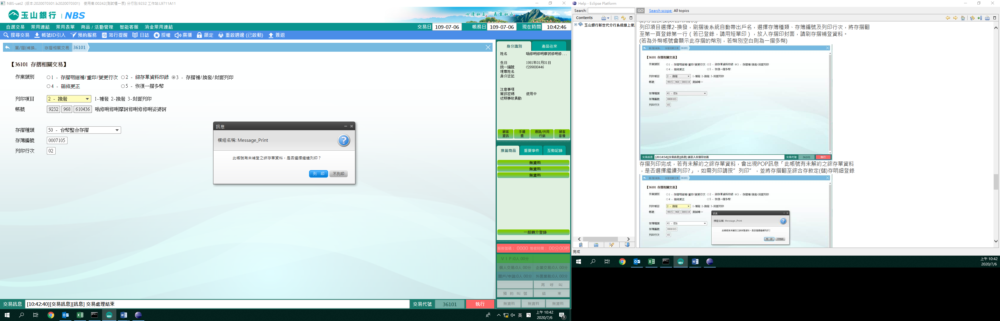 NBS-uat2 (版本:2020070301.b2020070301) 使用者:00242(測試櫃一辰) 分行別:9232 工作站:L9711A11
玉山銀行 | NBS
心清如玉, 義重如山
自選交易 常用連結 常用表單 商品 / 活動管理 智能客服 消金常用連結
交易日 109-07-06 帳務日 109-07-06 現在時間 10:42:46
搜尋交易 帳號ID引入 預約服務 蒞行提醒 日誌 授權 廣播 鎖定 重啟週邊 (已啟動) 簽退
單/摺(補換.. 存摺相關交易 36101
【36101 存摺相關交易】
作業類別 1 - 存摺明細補/重印/變更行次 2 - 綜存單資料印錄 3 - 存摺補/換發/封面列印
4 - 磁條更正 5 - 恢復一摺多幣
列印項目 2 - 換發 1-補發 2-換發 3-封面列印
帳號 9232 968 610436
存摺種類 50 - 台幣整合存摺
存簿編號 0007105
列印行次 02
訊息
模組名稱: Message_Print
此帳號有未補登之綜存單資料，是否選擇繼續列印？
列 印 不列印
交易訊息 [10:42:40][交易訊息][訊息] 交易處理結束
交易代號 36101 執行
身分識別 產品往來
姓名
生日 1981年01月01日
統一編號 C299000446
理專姓名
身分註記
注意事項
簡訊密碼 使用中
近期事故異動
顧客資訊 手續費 通路/共同行銷 顧客影像
推薦商品 重要事件 互動記錄
無資料
無資料
無資料
一般轉介登錄
服務號碼： 0000 等候時間： 00分00秒
ＶＩＰ:0人 00分
個人交易:0人 00分 企業交易:0人 00分
開戶/申請:0人 00分 外匯業務:0人 00分
再 呼 叫
預 約 叫 號 結 束
無資料 無資料 無資料
英
上午 10:42
2020/7/6
3
Help - Eclipse Platform
Search: GO Search scope: All topics
Contents
玉山銀行新世代分行系統線上使
列印項目選擇2-換發，刷摺後系統自動帶出戶名，選擇存簿種類、存簿編號及列印行次，將存摺翻
至第一頁登錄第一行（若已登錄，請用短單印），放入存摺印封面，請刷存摺補登資料。
(若為外幣帳號會顯示此存摺的幣別，若幣別空白則為一摺多幣)
單/摺(補換.. 存摺相關交易 36101
【36101 存摺相關交易】
作業類別 1 - 存摺明細補/重印/變更行次 2 - 綜存單資料印錄 3 - 存摺補/換發/封面列印
4 - 磁條更正 5 - 恢復一摺多幣
列印項目 2 - 換發 1-補發 2-換發 3-封面列印
帳號 9915 968 000114 測試晴一
存摺種類 41 - ESA
存簿編號 0000103
列印行次 05
交易訊息 [20:14:54][交易訊息][訊息] 請放入存摺印封面 交易代號 36101 執行
存摺列印完成，若有未解約之綜存單資料，會出現POP訊息「此帳號有未解約之綜存單資料
，是否選擇繼續列印?」，如需列印請按”列印”，並將存摺翻至綜合存款定(儲)存明細登錄
單/摺(補換.. 存摺相關交易 36101
【36101 存摺相關交易】
作業類別 1 - 存摺明細補/重印/變更行次 2 - 綜存單資料印錄 3 - 存摺補/換發/封面列印
4 - 磁條更正 5 - 恢復一摺多幣
列印項目 2 - 換發 1-補發 2-換發 3-封面列印
帳號 9915 968 000114 測試晴一
存摺種類 41 - ESA
存簿編號 0000103
列印行次 05
訊息
模組名稱: Message_Print
此帳號有未解約之綜存單資料，是否選擇繼續列印？
列 印 不列印
完成
上午 10:42
2020/7/6